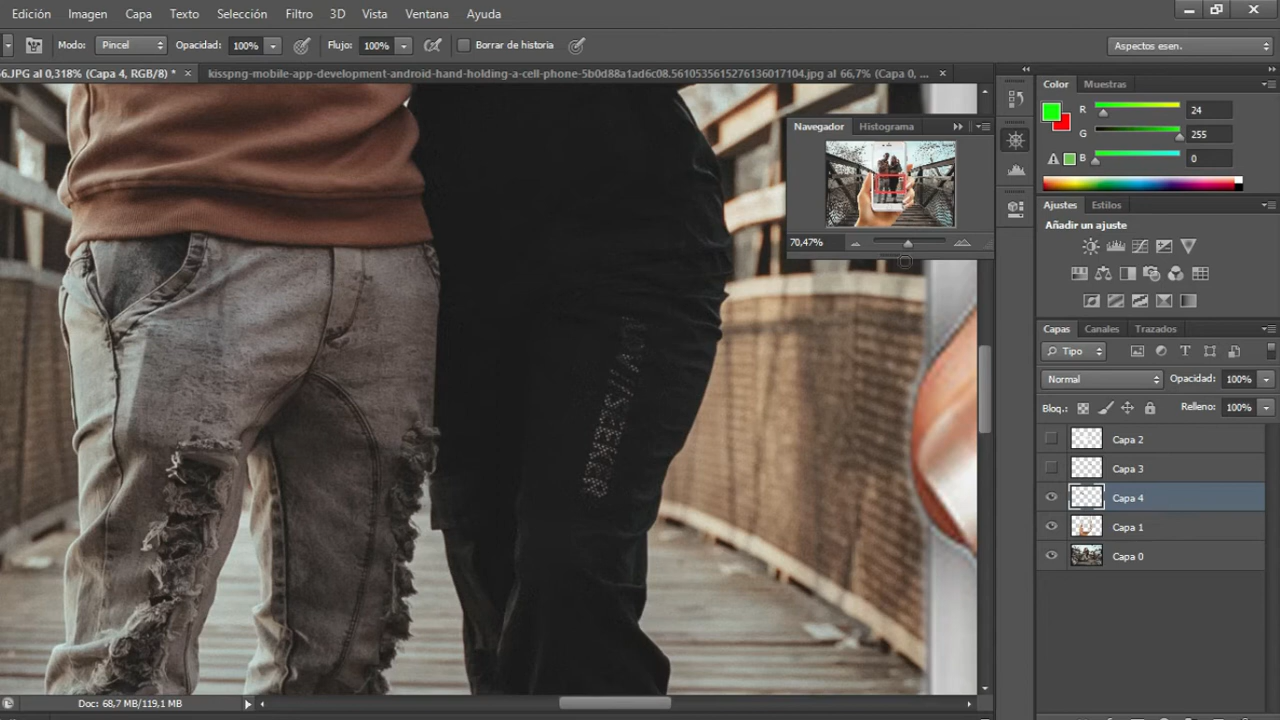 Edición Imagen Capa Texto Selección Filtro 3D Vista Ventana Ayuda
Modo: Pincel Opacidad: 100% Flujo: 100% Borrar de historia Aspectos esen.
6.JPG al 0,318% (Capa 4, RGB/8) * × kisspng-mobile-app-development-android-hand-holding-a-cell-phone-5b0d88a1ad6c08.5610535615276136017104.jpg al 66,7% (Capa 0, ... ×
Color Muestras
R 24
G 255
B 0
Navegador Histograma
70,47%
Ajustes Estilos
Añadir un ajuste
Capas Canales Trazados
Tipo
Normal Opacidad: 100%
Bloq.: Relleno: 100%
Capa 2
Capa 3
Capa 4
Capa 1
Capa 0
Doc: 68,7 MB/119,1 MB